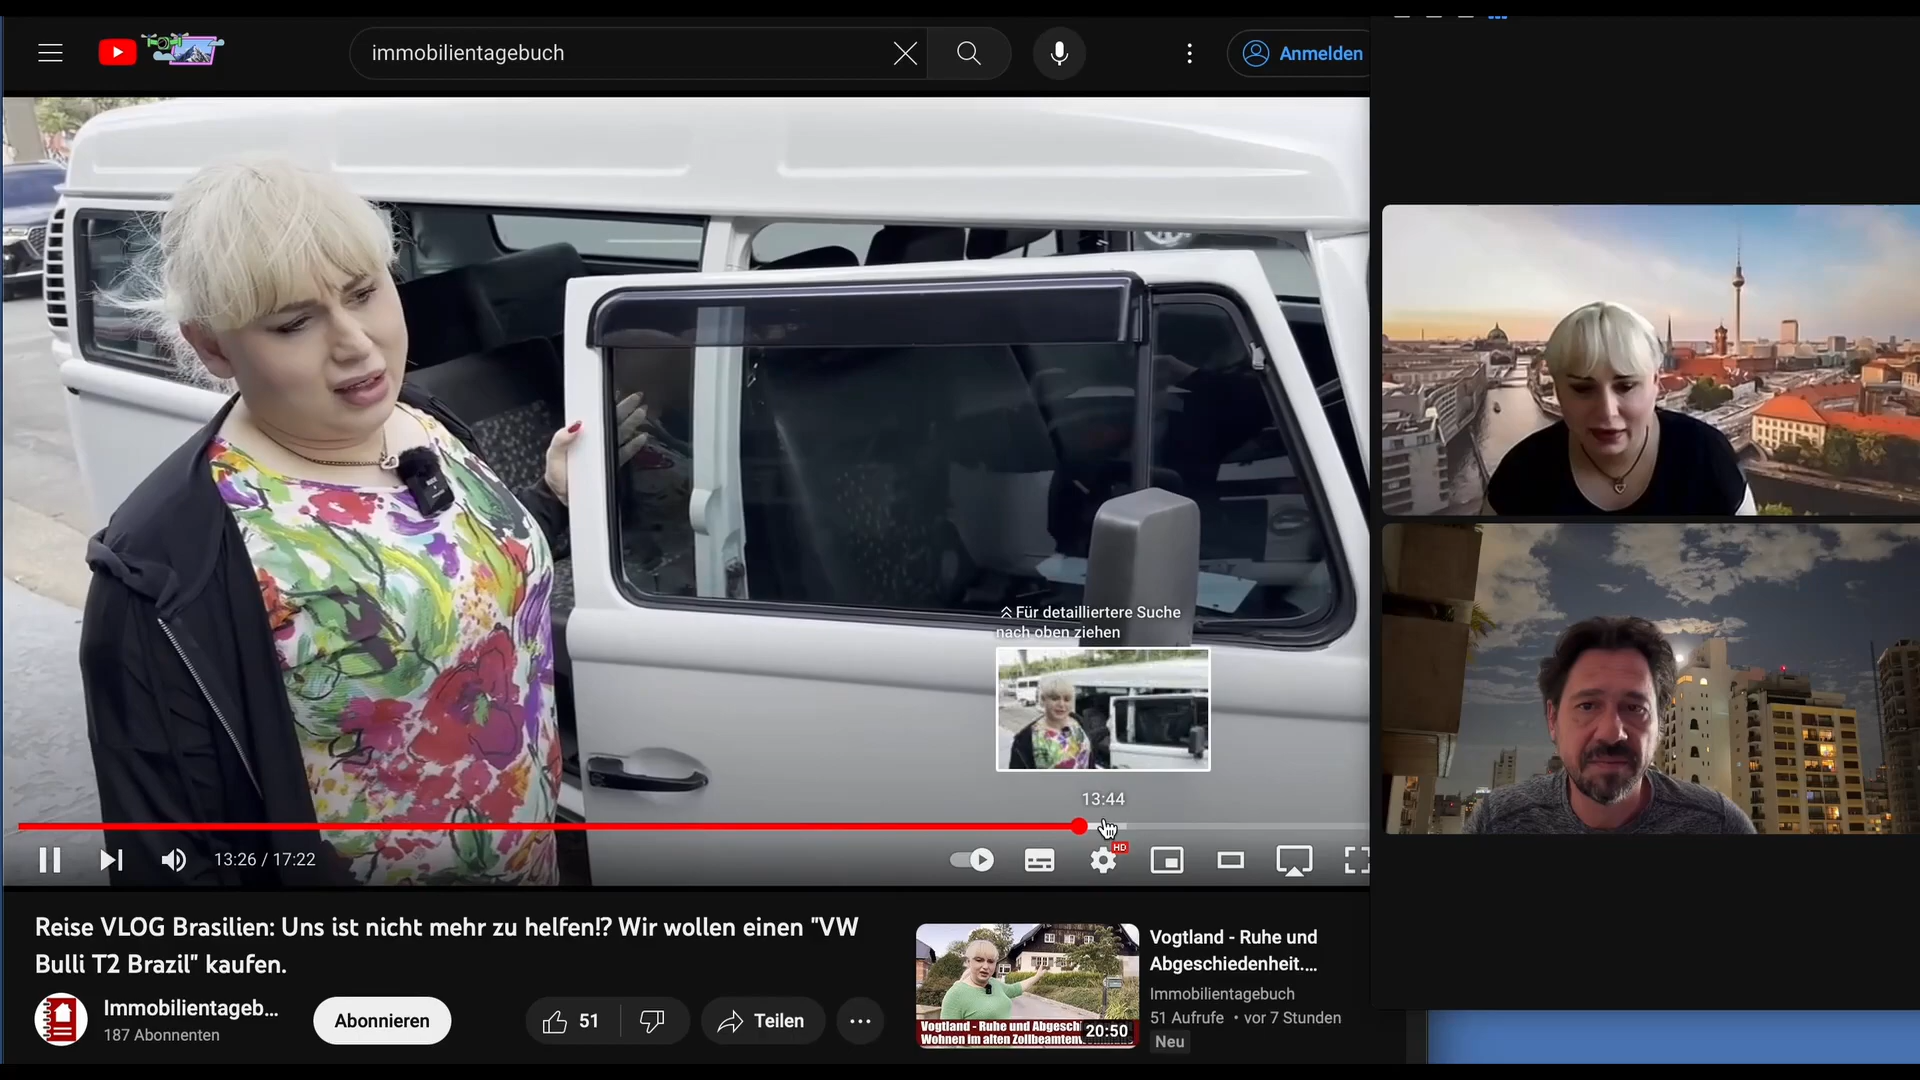 immobilientagebuch
Anmelden
Für detailliertere Suche
nach oben ziehen
13:44
13:26 / 17:22
HD
Reise VLOG Brasilien: Uns ist nicht mehr zu helfen!? Wir wollen einen "VW
Bulli T2 Brazil" kaufen.
Immobilientageb...
187 Abonnenten
Abonnieren
51
Teilen
Vogtland - Ruhe und Abgesch
Wohnen im alten Zollbeamten
20:50
Vogtland - Ruhe und
Abgeschiedenheit....
Immobilientagebuch
51 Aufrufe • vor 7 Stunden
Neu